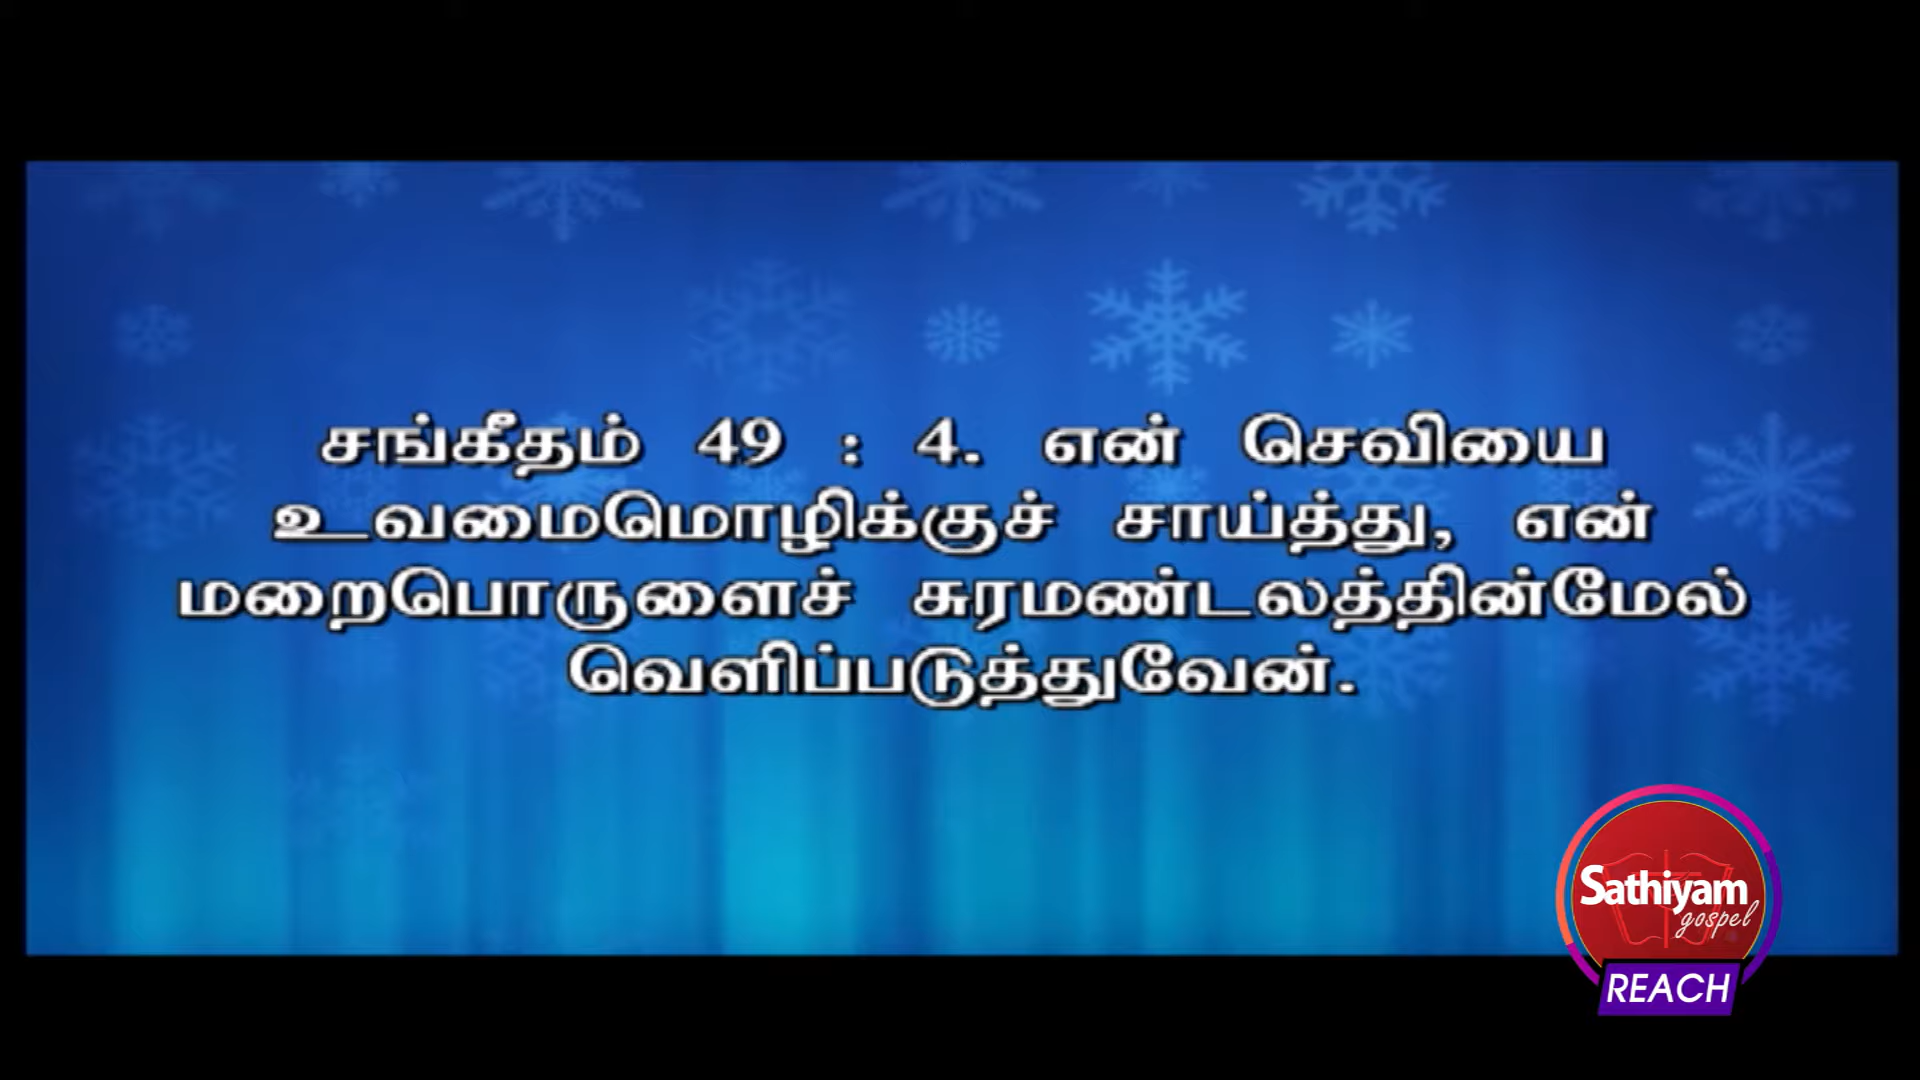 சங்கீதம் 49 : 4. என் செவியை
உவமைமொழிக்குச் சாய்த்து, என்
மறைபொருளைச் சுரமண்டலத்தின்மேல்
வெளிப்படுத்துவேன்.
Sathiyam
gospel
REACH